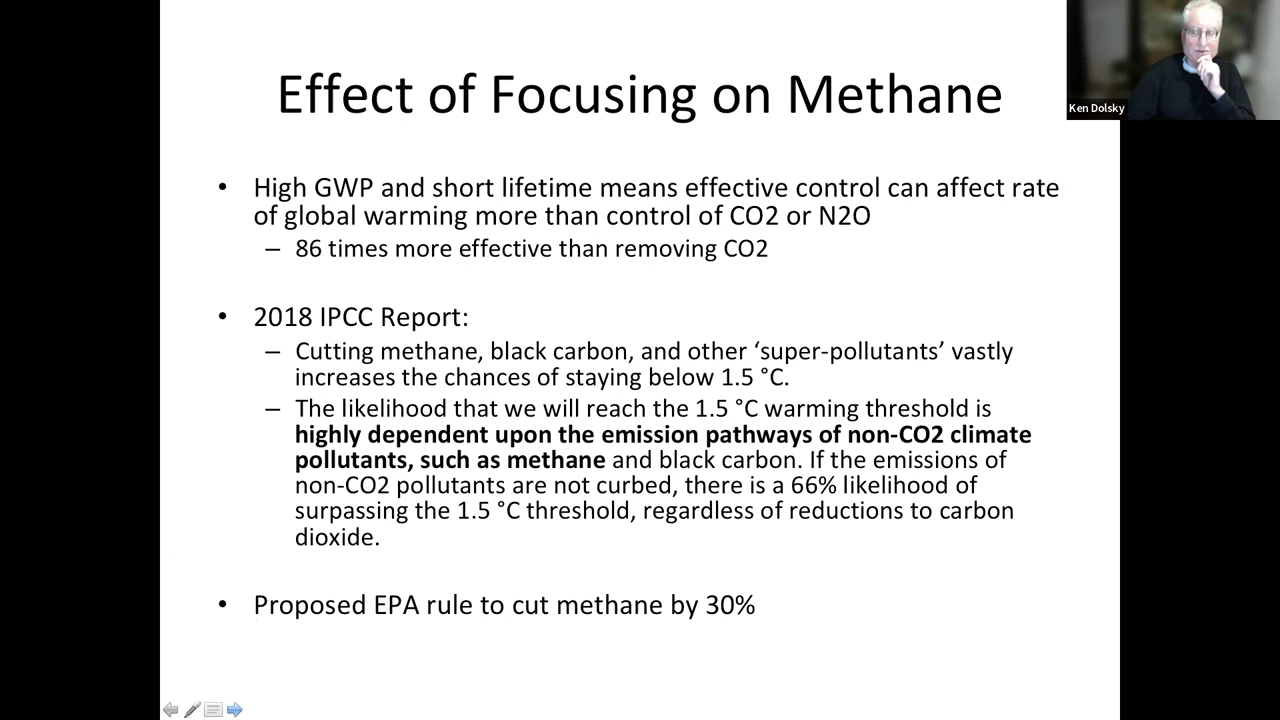 Effect of Focusing on Methane
Ken Dolsky
• High GWP and short lifetime means effective control can affect rate
of global warming more than control of CO2 or N2O
– 86 times more effective than removing CO2
• 2018 IPCC Report:
– Cutting methane, black carbon, and other ‘super-pollutants’ vastly
increases the chances of staying below 1.5 °C.
– The likelihood that we will reach the 1.5 °C warming threshold is
highly dependent upon the emission pathways of non-CO2 climate
pollutants, such as methane and black carbon. If the emissions of
non-CO2 pollutants are not curbed, there is a 66% likelihood of
surpassing the 1.5 °C threshold, regardless of reductions to carbon
dioxide.
• Proposed EPA rule to cut methane by 30%